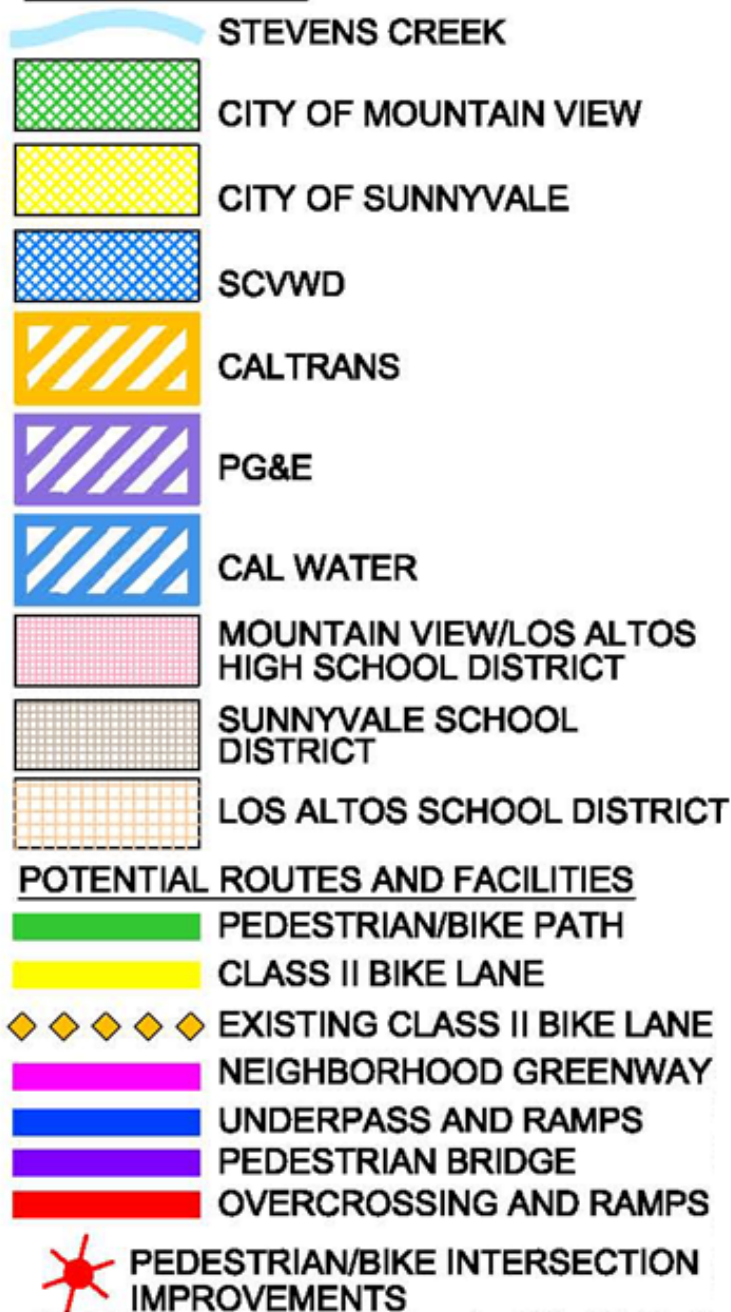 STEVENS CREEK
CITY OF MOUNTAIN VIEW
CITY OF SUNNYVALE
SCVWD
CALTRANS
PG&E
CAL WATER
MOUNTAIN VIEW/LOS ALTOS
HIGH SCHOOL DISTRICT
SUNNYVALE SCHOOL
DISTRICT
LOS ALTOS SCHOOL DISTRICT
POTENTIAL ROUTES AND FACILITIES
PEDESTRIAN/BIKE PATH
CLASS II BIKE LANE
EXISTING CLASS II BIKE LANE
NEIGHBORHOOD GREENWAY
UNDERPASS AND RAMPS
PEDESTRIAN BRIDGE
OVERCROSSING AND RAMPS
PEDESTRIAN/BIKE INTERSECTION
IMPROVEMENTS